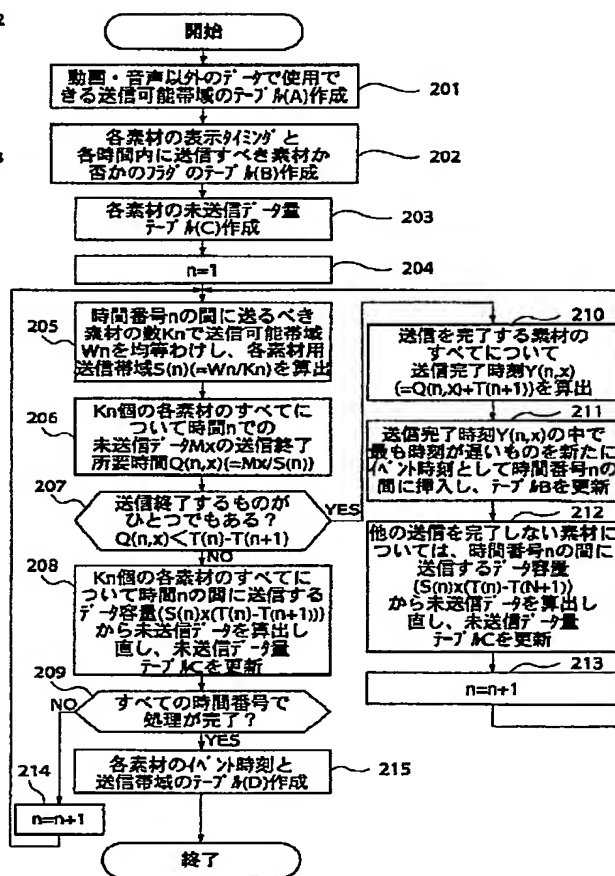 2
3
開始
動画・音声以外のデータで使用で
きる送信可能帯域のテーブル(A)作成
201
各素材の表示タイミングと
各時間内に送信すべき素材か
否かのフラグのテーブル(B)作成
202
各素材の未送信データ量
テーブル(C)作成
203
n=1
204
205
時間番号nの間に送るべき
素材の数Knで送信可能帯域
Wnを均等わけし、各素材用
送信帯域S(n)(=Wn/Kn)を算出
206
Kn個の各素材のすべてに
ついて時間nでの
未送信データMxの送信終了
所要時間Q(n,x){=Mx/S(n)}
207
送信終了するものが
ひとつでもある?
Q(n,x)<T(n)-T(n+1)
YES
NO
208
Kn個の各素材のすべてに
ついて時間nの間に送信する
データ容量{S(n)x(T(n)-T(n+1))}
から未送信データを算出し
直し、未送信データ量
テーブルCを更新
209
NO
すべての時間番号で
処理が完了?
YES
各素材のイベント時刻と
送信帯域のテーブル(D)作成
215
214
n=n+1
終了
210
送信を完了する素材の
すべてについて
送信完了時刻Y(n,x)
{=Q(n,x)+T(n+1)}を算出
211
送信完了時刻Y(n,x)の中で
最も時刻が遅いものを新たに
イベント時刻として時間番号nの
間に挿入し、テーブルBを更新
212
他の送信を完了しない素材に
ついては、時間番号nの間に
送信するデータ容量
{S(n)x(T(n)-T(N+1))}
から未送信データを算出し
直し、未送信データ量
テーブルCを更新
213
n=n+1